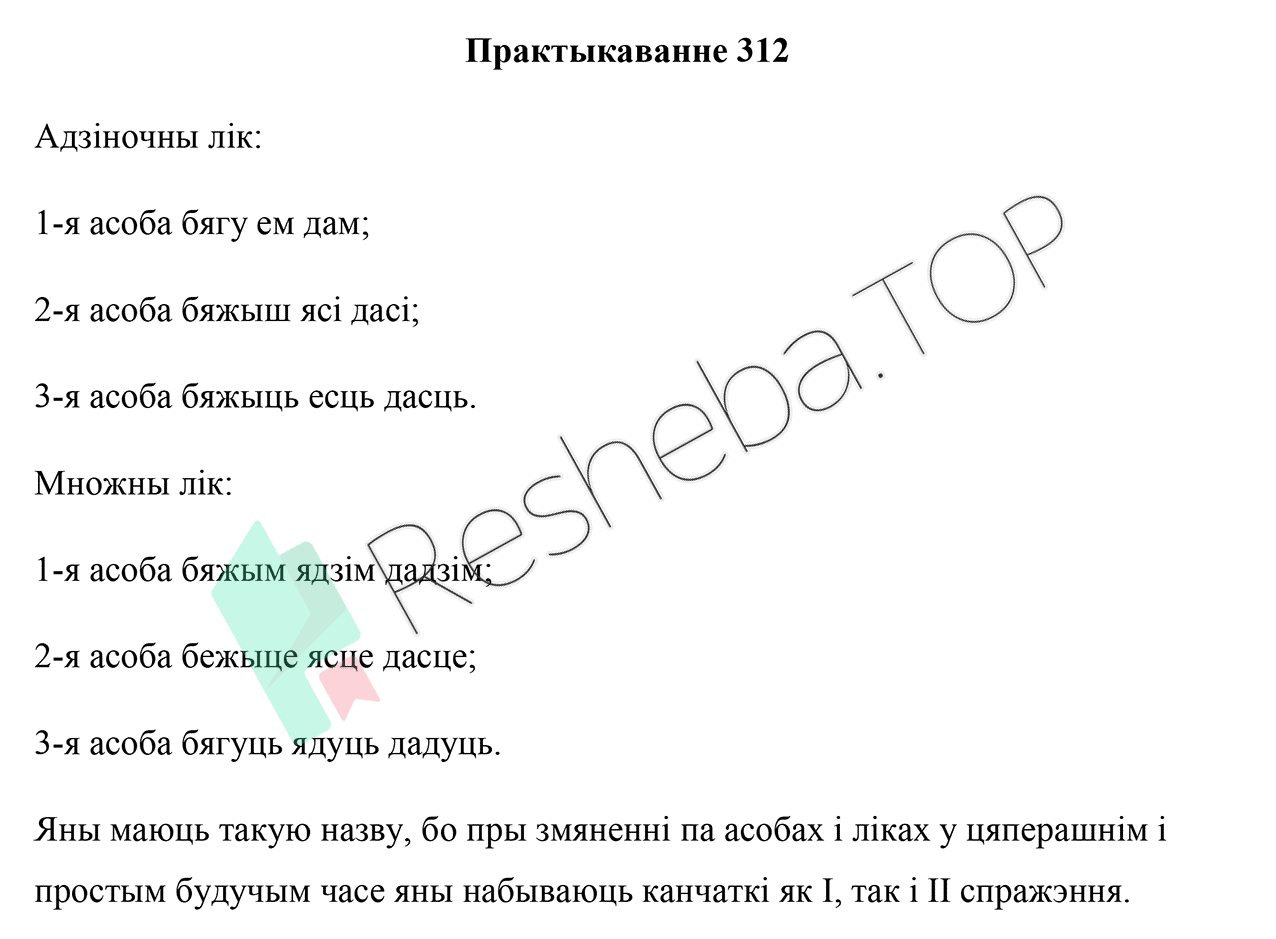 Практыкаванне 312
Адзіночны лік:
1-я асоба бягу ем дам;
2-я асоба бяжыш ясі дасі;
3-я асоба бяжыць есць дасць.
Множны лік:
1-я асоба бяжым ядзім дадзім;
2-я асоба бежыце ясце дасце;
3-я асоба бягуць ядуць дадуць.
Яны маюць такую назву, бо пры змяненні па асобах і ліках у цяперашнім і
простым будучым часе яны набываюць канчаткі як I, так і II спражэння.
Resheba.TOP